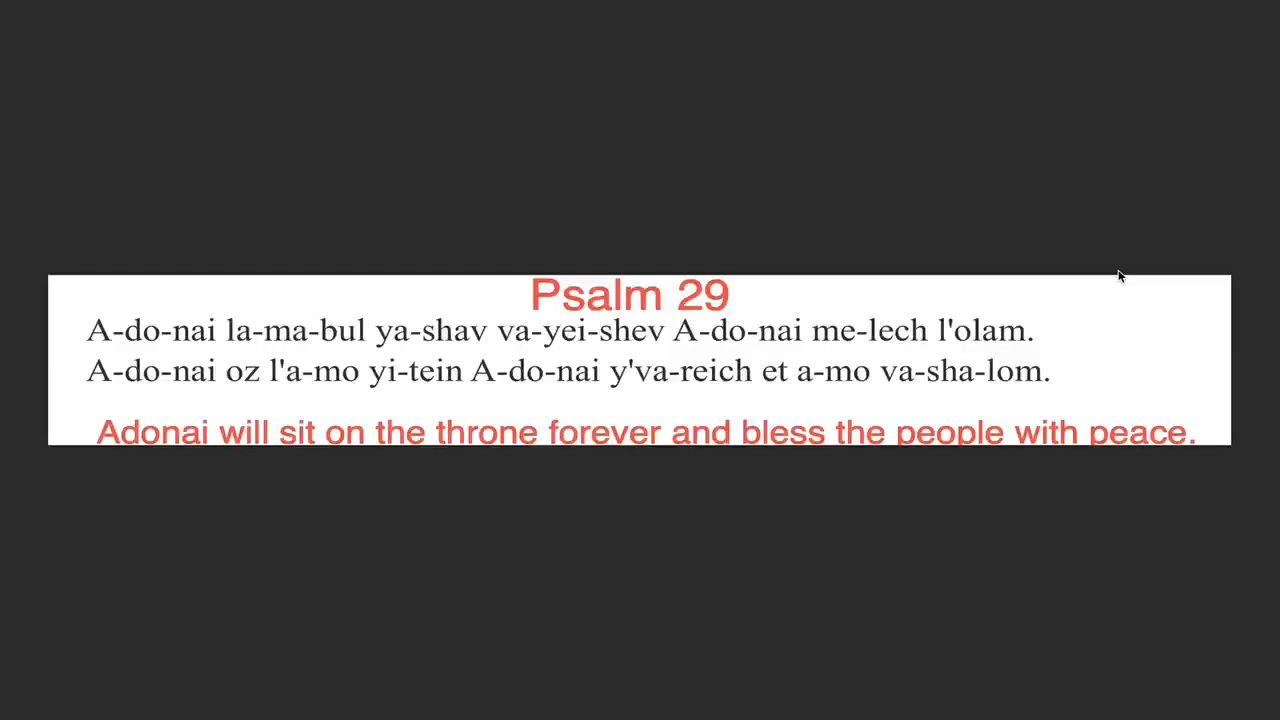 Psalm 29
A-do-nai la-ma-bul ya-shav va-yei-shev A-do-nai me-lech l'olam.
A-do-nai oz l'a-mo yi-tein A-do-nai y'va-reich et a-mo va-sha-lom.
Adonai will sit on the throne forever and bless the people with peace.